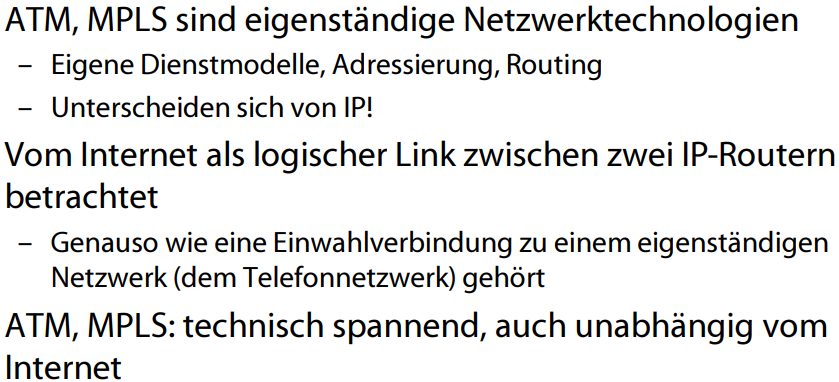 ATM, MPLS sind eigenständige Netzwerktechnologien
– Eigene Dienstmodelle, Adressierung, Routing
– Unterscheiden sich von IP!
Vom Internet als logischer Link zwischen zwei IP-Routern
betrachtet
– Genauso wie eine Einwahlverbindung zu einem eigenständigen
Netzwerk (dem Telefonnetzwerk) gehört
ATM, MPLS: technisch spannend, auch unabhängig vom
Internet